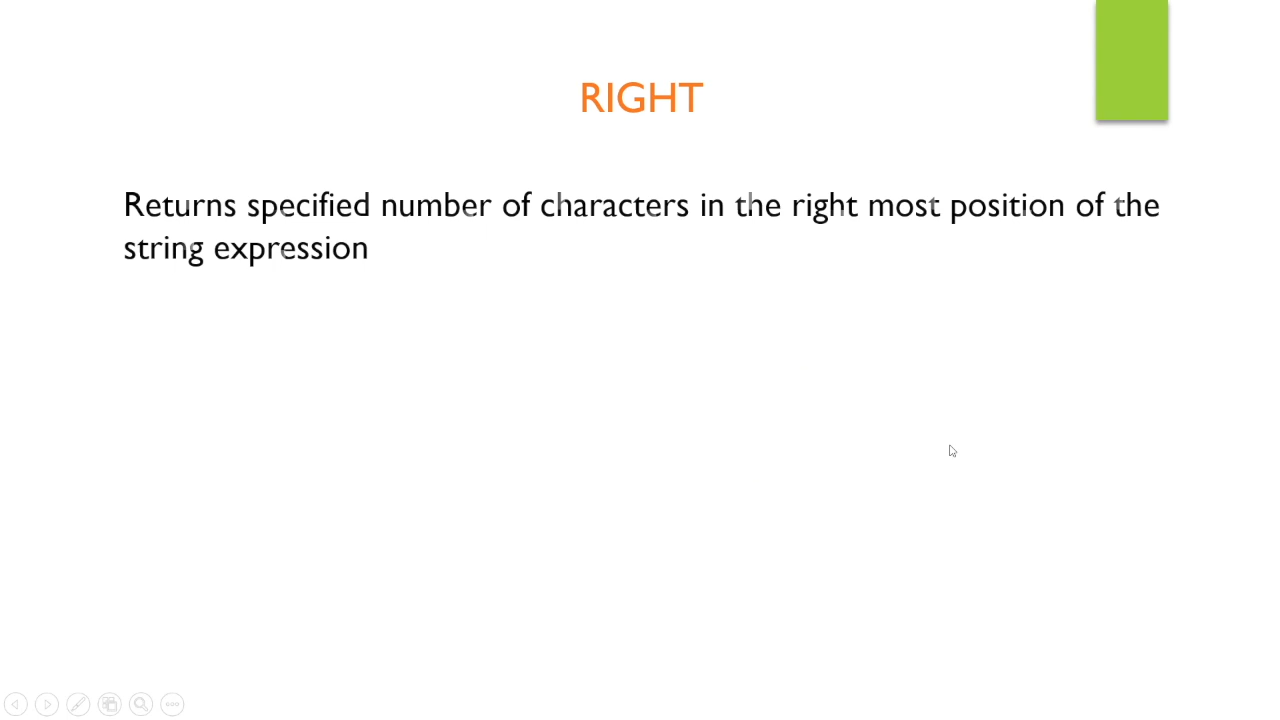 RIGHT
Returns specified number of characters in the right most position of the
string expression